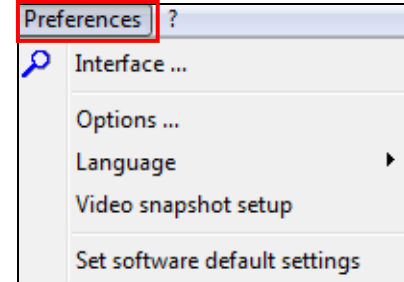 Preferences ?
Interface ...
Options ...
Language
Video snapshot setup
Set software default settings